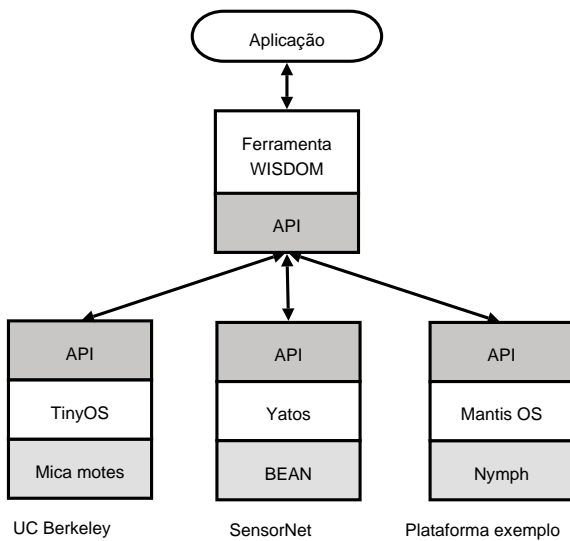 Aplicação
Ferramenta
WISDOM
API
API
API
API
TinyOS
Yatos
Mantis OS
Mica motes
BEAN
Nymph
UC Berkeley
SensorNet
Plataforma exemplo